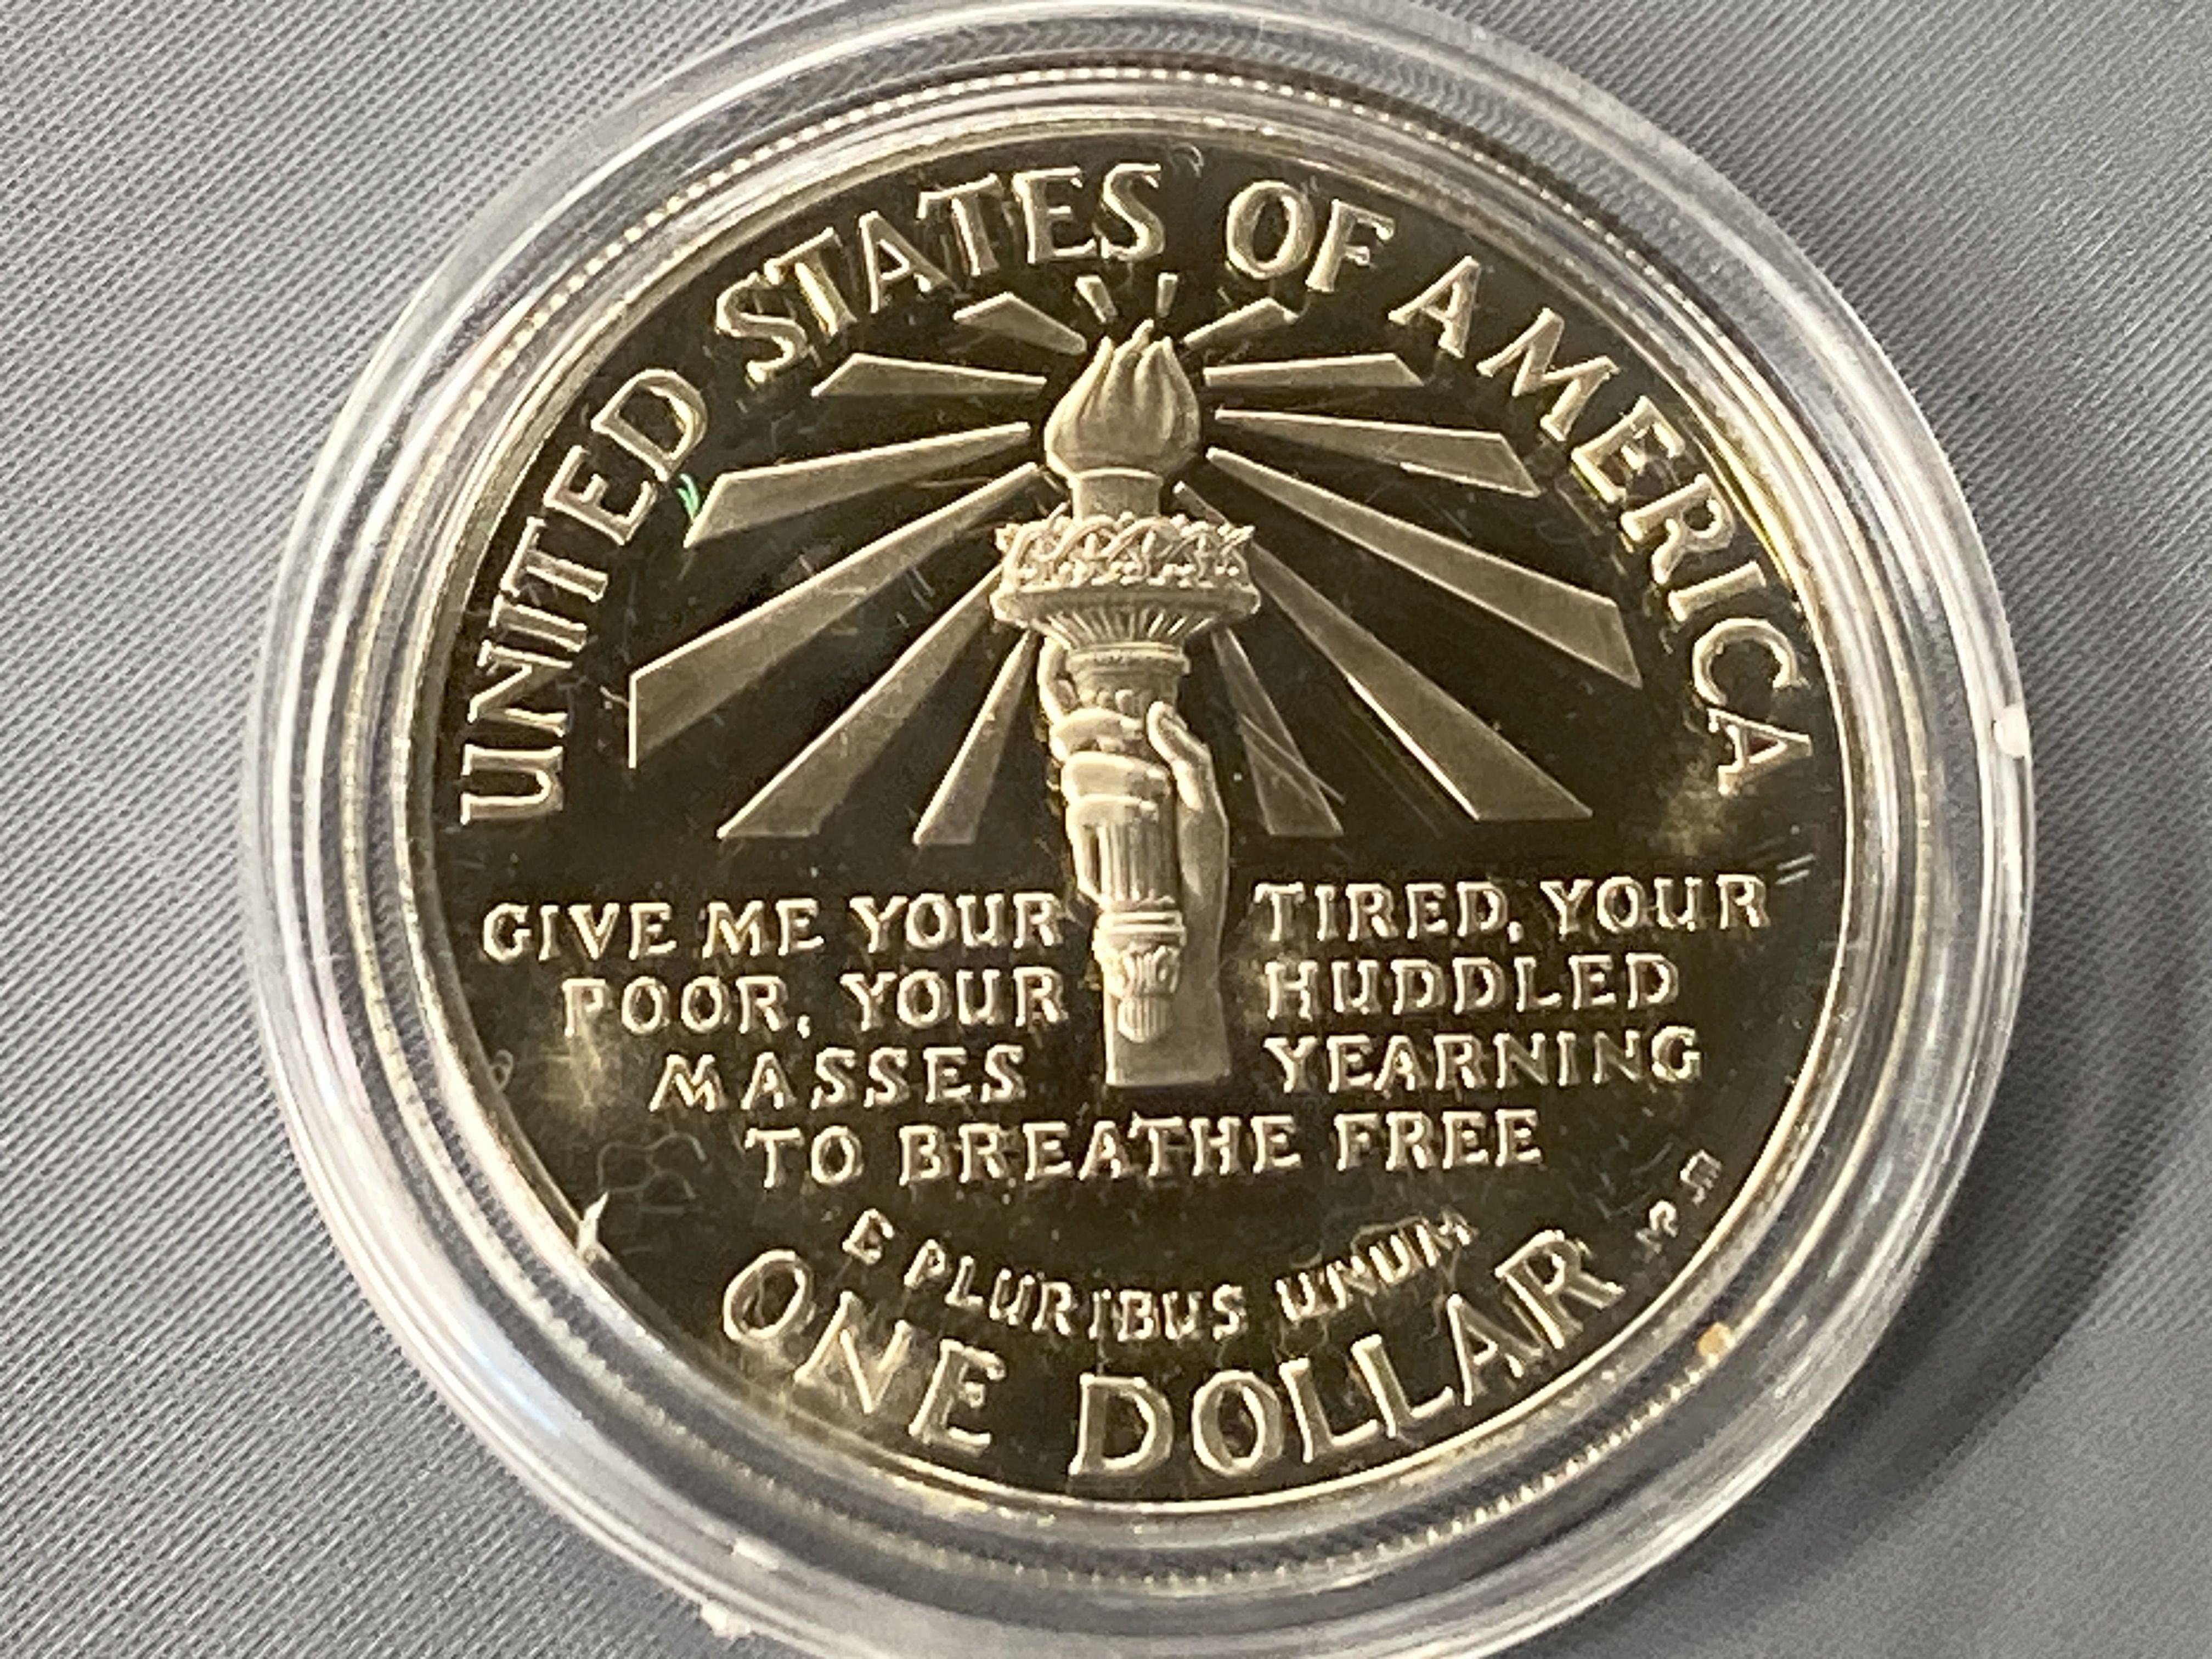 UNITED STATES OF AMERICA
GIVE ME YOUR TIRED, YOUR
POOR, YOUR HUDDLED
MASSES YEARNING
TO BREATHE FREE
E PLURIBUS UNUM
ONE DOLLAR